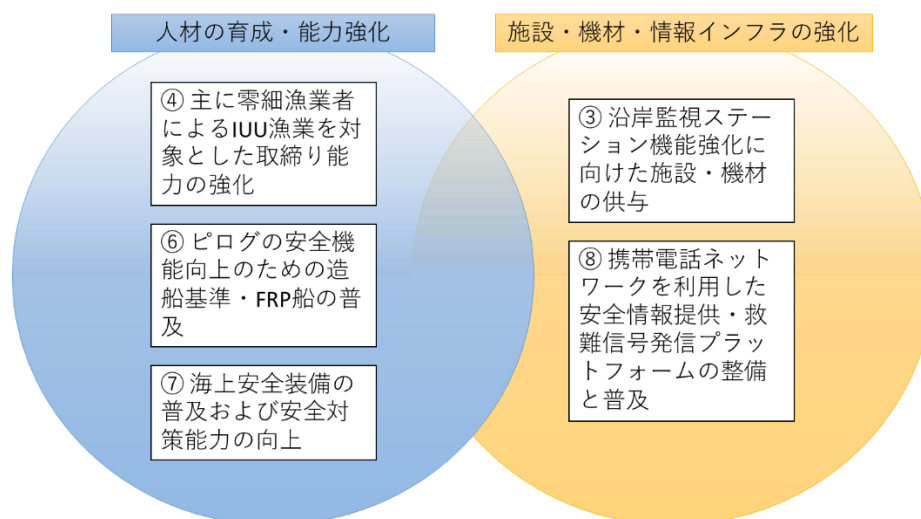 人材の育成・能力強化
施設・機材・情報インフラの強化
④ 主に零細漁業者
によるIUU漁業を対
象とした取締り能
力の強化
⑥ ピログの安全機
能向上のための造
船基準・FRP船の普
及
⑦ 海上安全装備の
普及および安全対
策能力の向上
③ 沿岸監視ステー
ション機能強化に
向けた施設・機材
の供与
⑧ 携帯電話ネット
ワークを利用した
安全情報提供・救
難信号発信プラッ
トフォームの整備
と普及